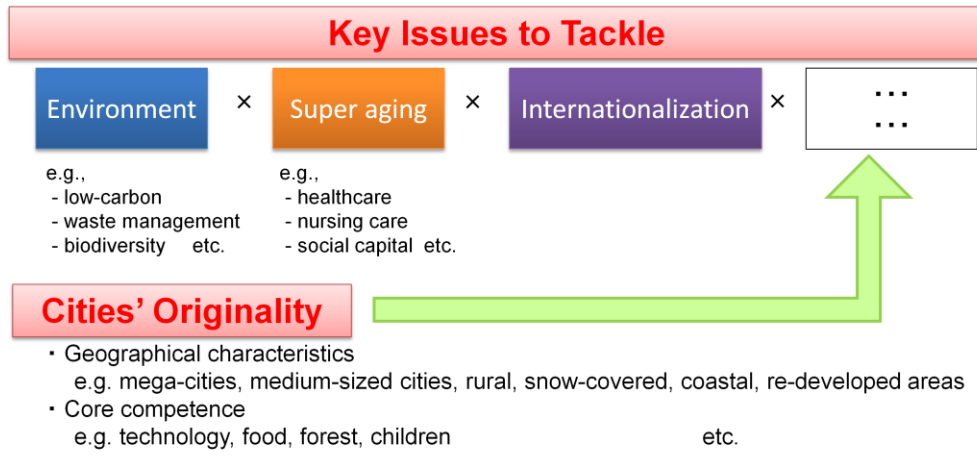 Key Issues to Tackle
Environment × Super aging × Internationalization × ...
...
e.g.,
- low-carbon
- waste management
- biodiversity etc.
e.g.,
- healthcare
- nursing care
- social capital etc.
Cities’ Originality
・Geographical characteristics
e.g. mega-cities, medium-sized cities, rural, snow-covered, coastal, re-developed areas
・Core competence
e.g. technology, food, forest, children etc.